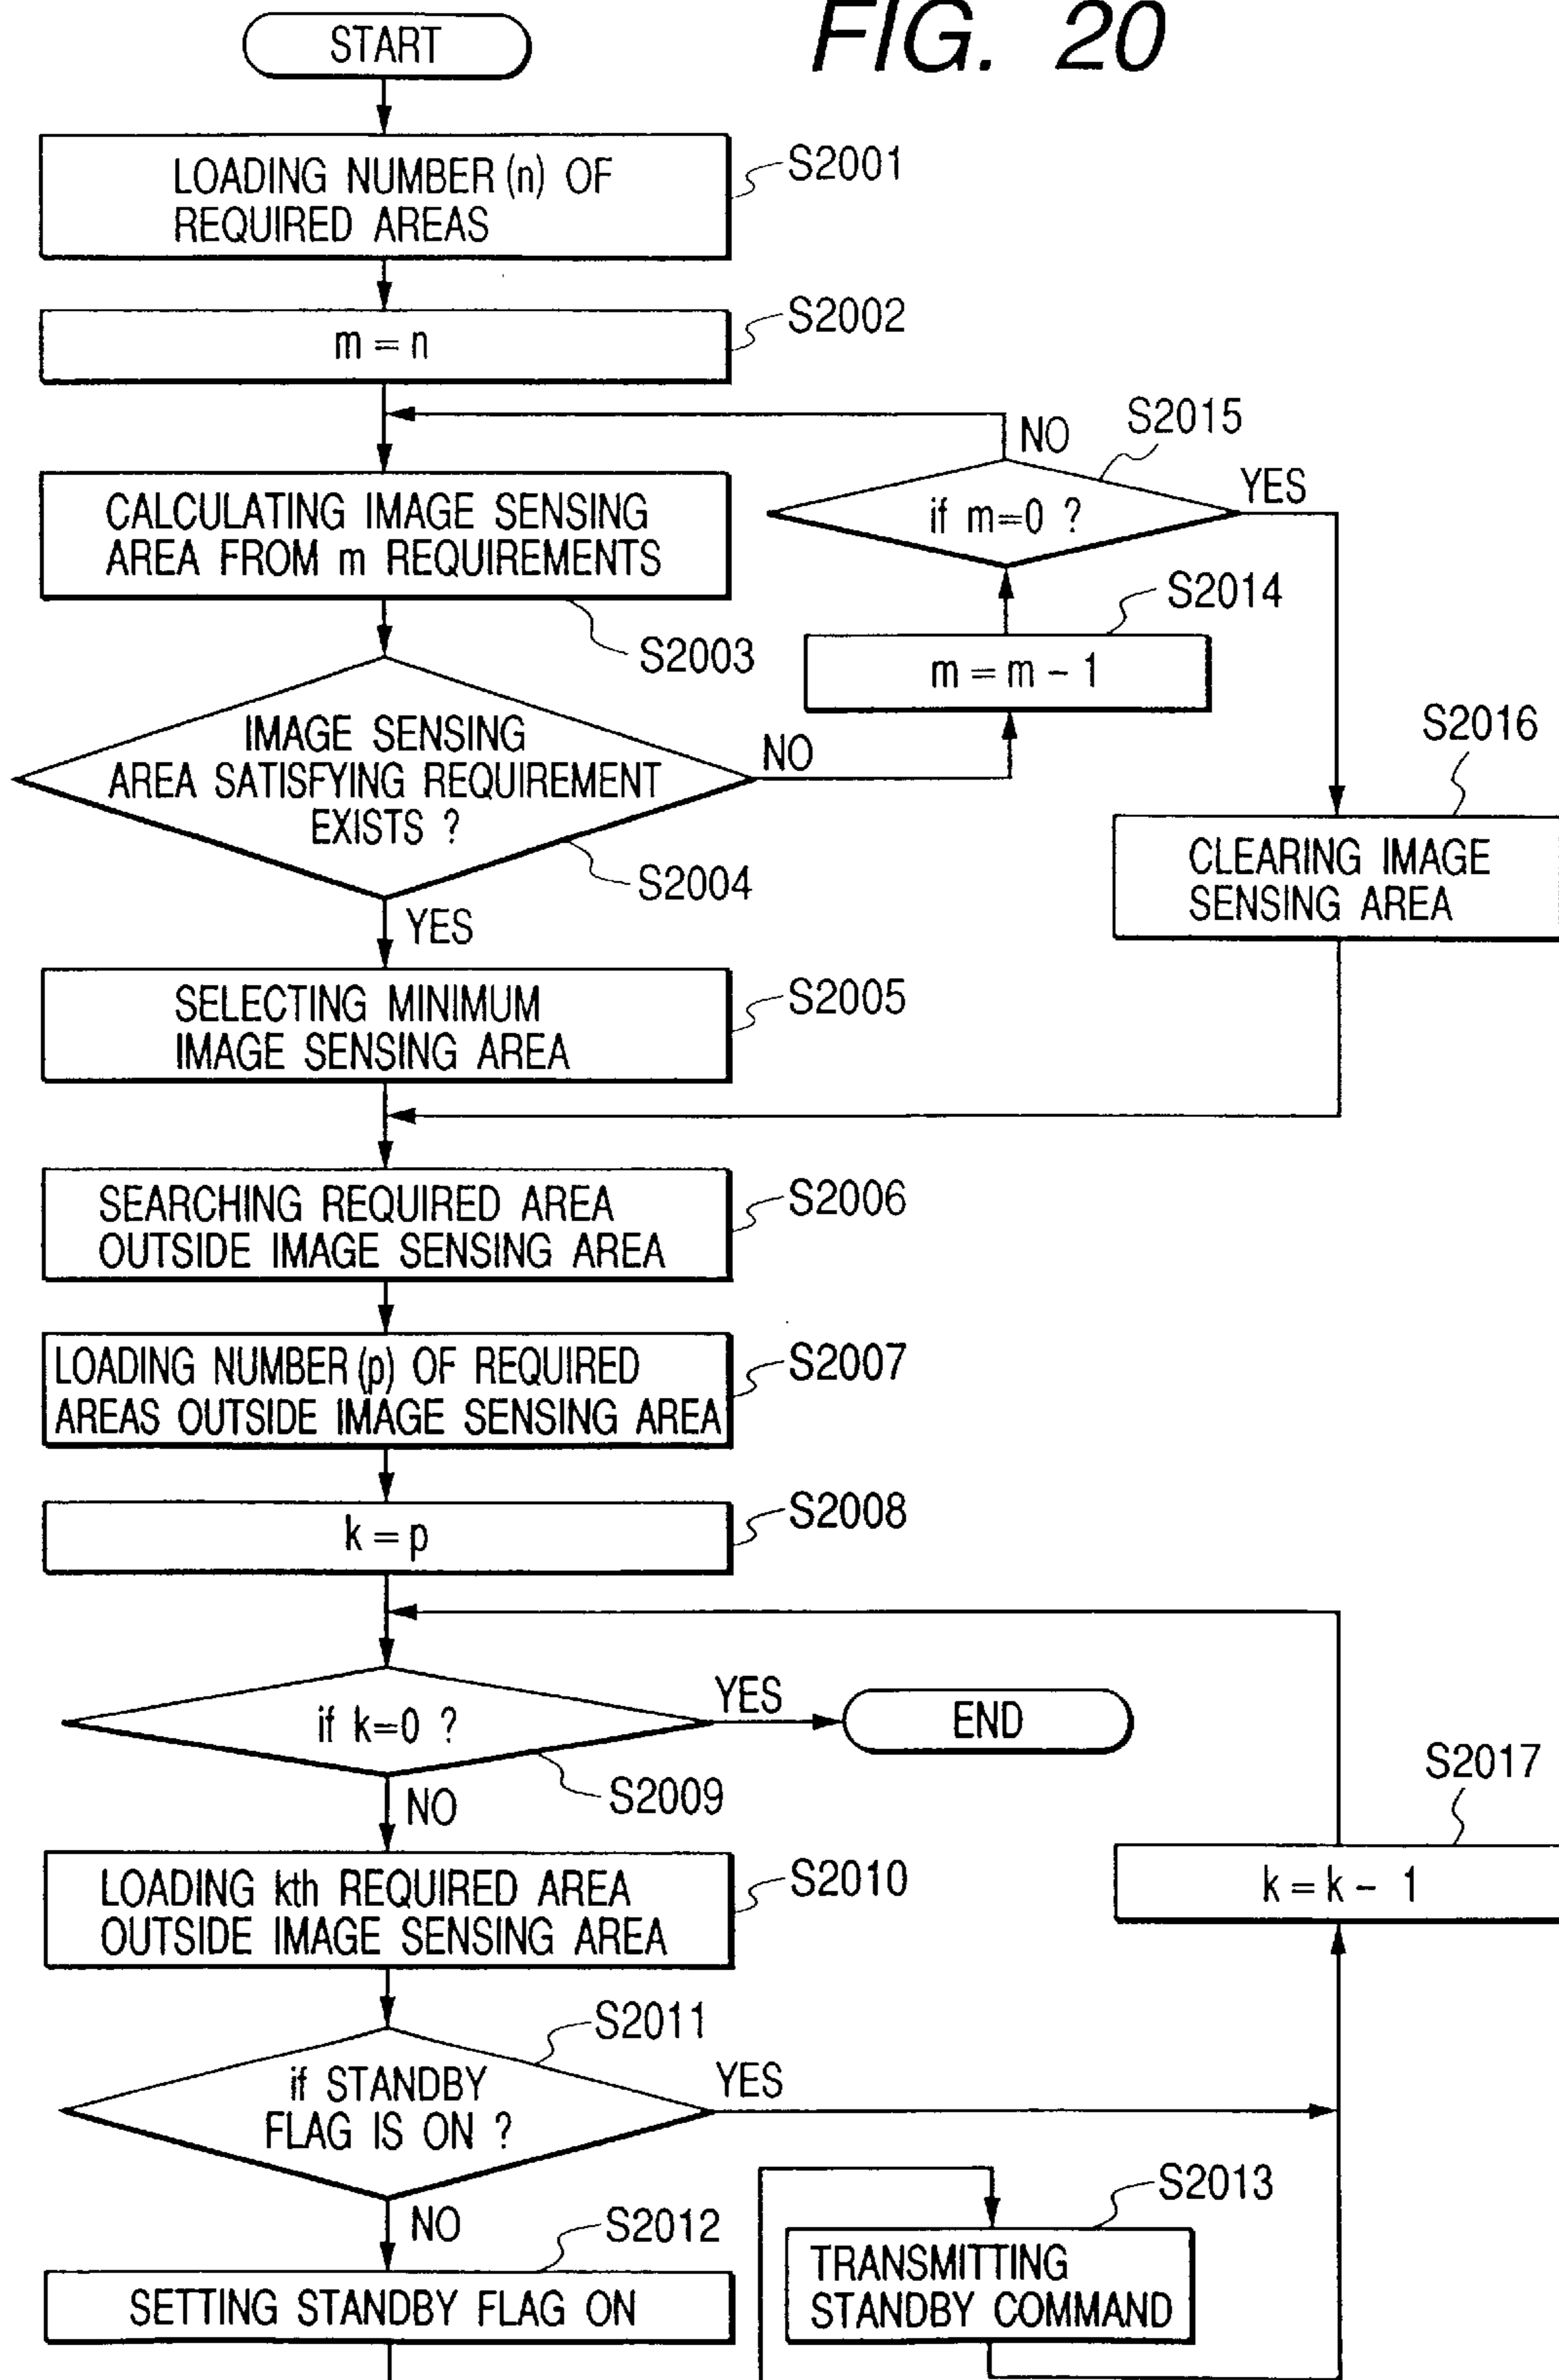 FIG. 20
START
LOADING NUMBER (n) OF
REQUIRED AREAS
S2001
m = n
S2002
NO
S2015
if m=0 ?
YES
CALCULATING IMAGE SENSING
AREA FROM m REQUIREMENTS
S2003
S2014
m = m - 1
IMAGE SENSING
AREA SATISFYING REQUIREMENT
EXISTS ?
NO
S2004
YES
S2016
CLEARING IMAGE
SENSING AREA
SELECTING MINIMUM
IMAGE SENSING AREA
S2005
SEARCHING REQUIRED AREA
OUTSIDE IMAGE SENSING AREA
S2006
LOADING NUMBER (p) OF REQUIRED
AREAS OUTSIDE IMAGE SENSING AREA
S2007
k = p
S2008
if k=0 ?
YES
END
S2009
NO
S2017
k = k - 1
LOADING kth REQUIRED AREA
OUTSIDE IMAGE SENSING AREA
S2010
S2011
if STANDBY
FLAG IS ON ?
YES
NO
S2012
SETTING STANDBY FLAG ON
S2013
TRANSMITTING
STANDBY COMMAND